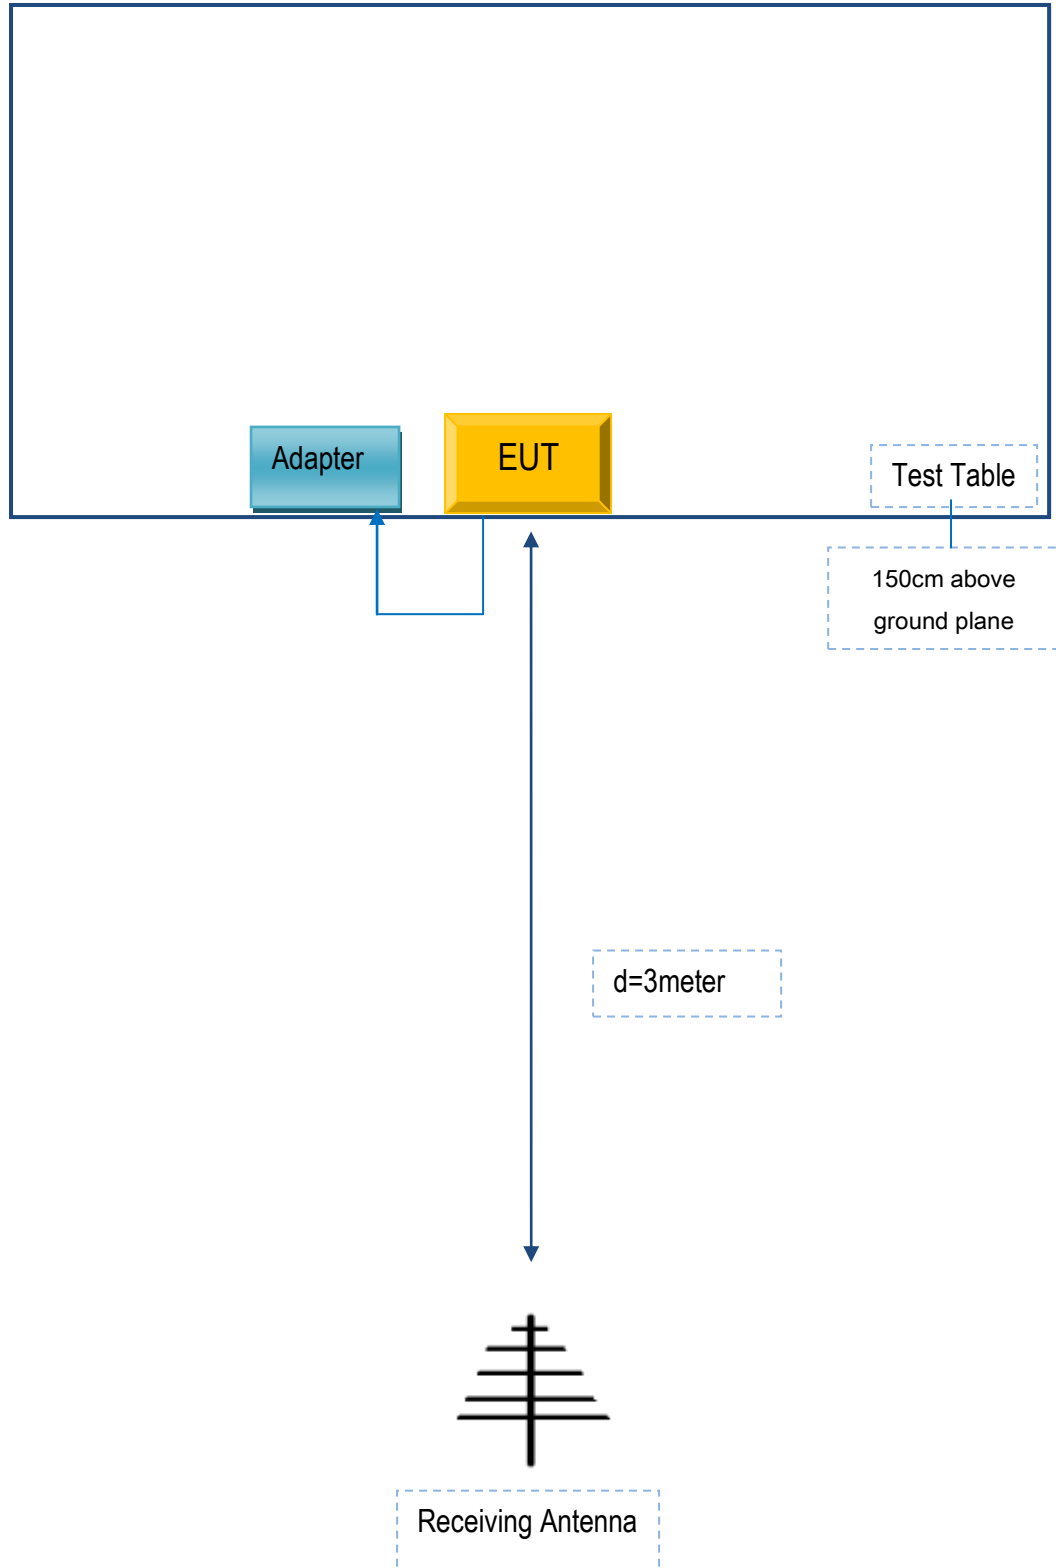 Adapter
EUT
Test Table
150cm above
ground plane
d=3meter
Receiving Antenna